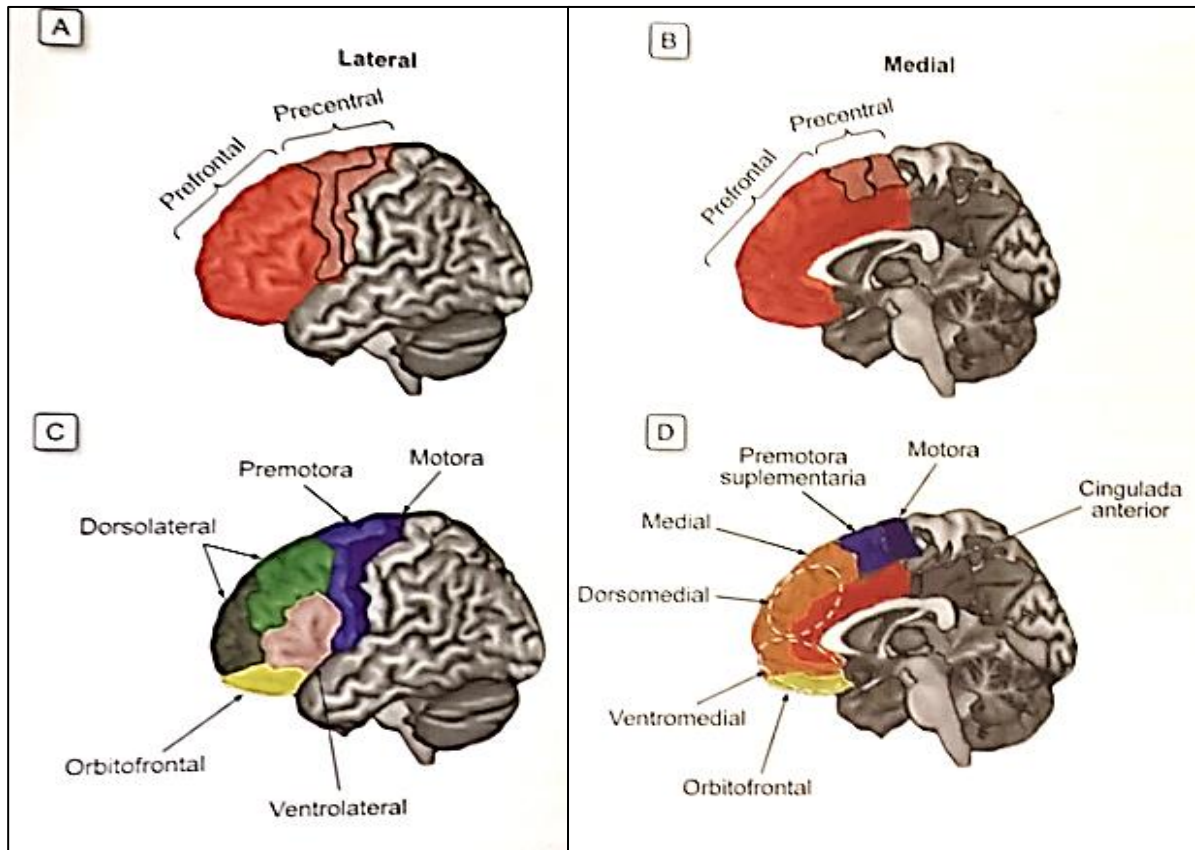 A
Lateral
Precentral
Prefrontal
B
Medial
Precentral
Prefrontal
C
Premotora
Motora
Dorsolateral
Orbitofrontal
Ventrolateral
D
Premotora
suplementaria
Motora
Cingulada
anterior
Medial
Dorsomedial
Ventromedial
Orbitofrontal